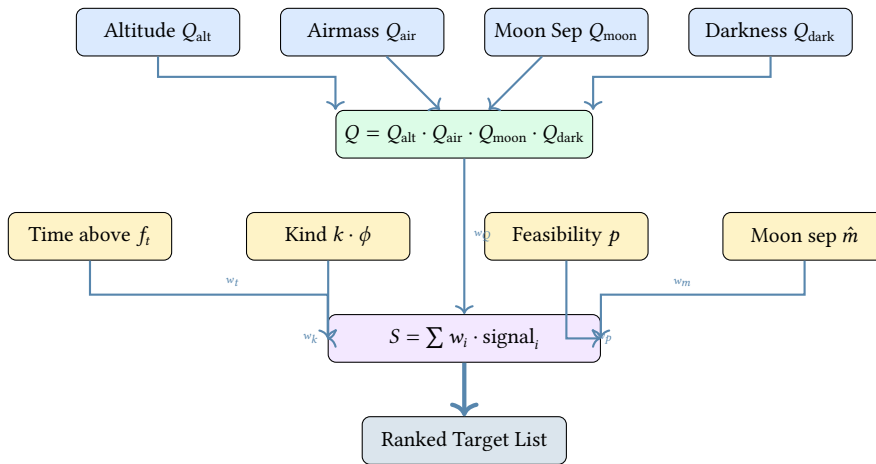 Altitude Q_alt
Airmass Q_air
Moon Sep Q_moon
Darkness Q_dark
Q = Q_alt · Q_air · Q_moon · Q_dark
Time above f_t
Kind k · ϕ
w_Q
Feasibility p
Moon sep m̂
w_t
w_m
w_k
S = ∑ w_i · signal_i
w_p
Ranked Target List